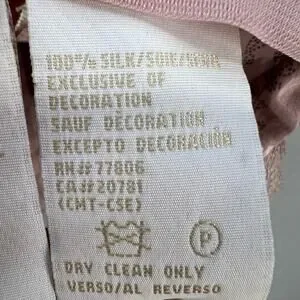 100% SILK/SOIE/SEDA
EXCLUSIVE OF
DECORATION
SAUF DÉCORATION
EXCEPTO DECORACIÓN
RN#77806
CA#20781
(CMT-CSE)
P
DRY CLEAN ONLY
VERSO/AL REVERSO